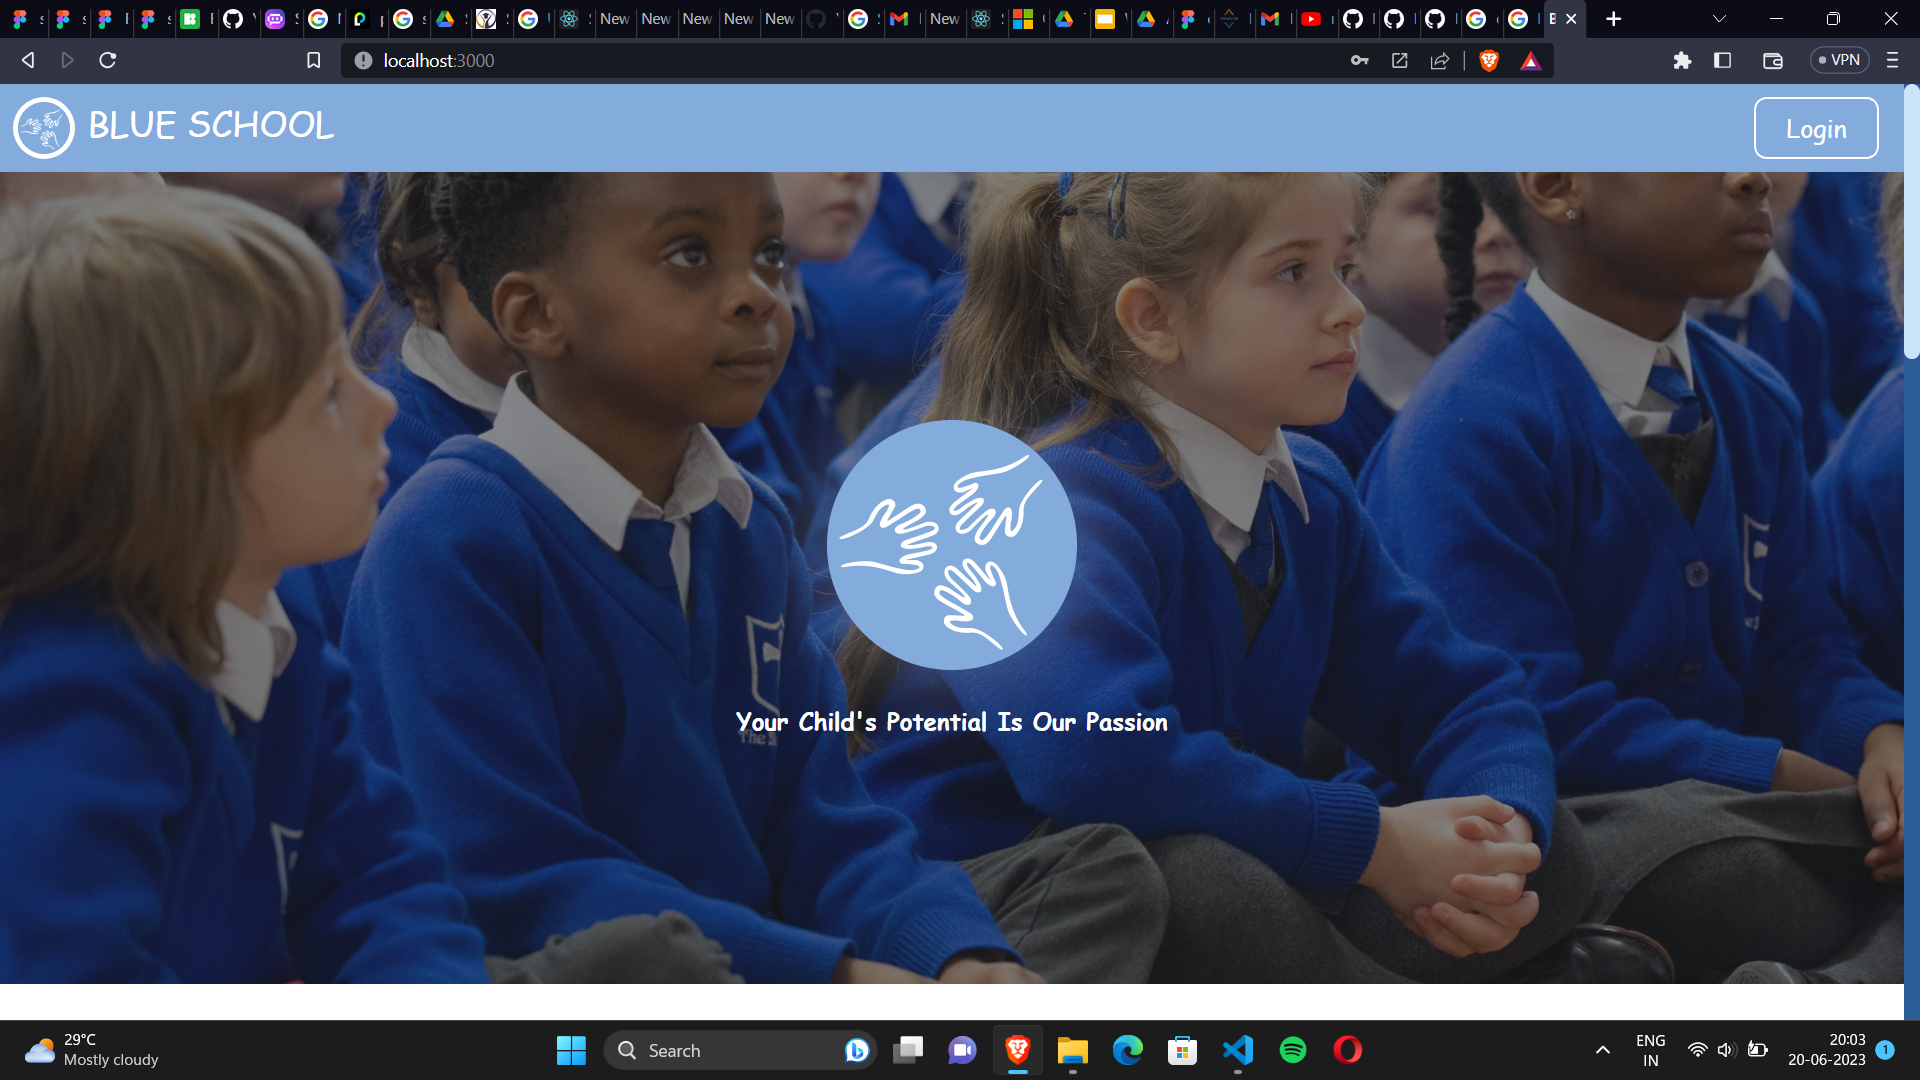 New
New
New
New
New
New
localhost:3000
VPN
BLUE SCHOOL
Login
Your Child's Potential Is Our Passion
29°C
Mostly cloudy
Search
ENG
IN
20:03
20-06-2023
1